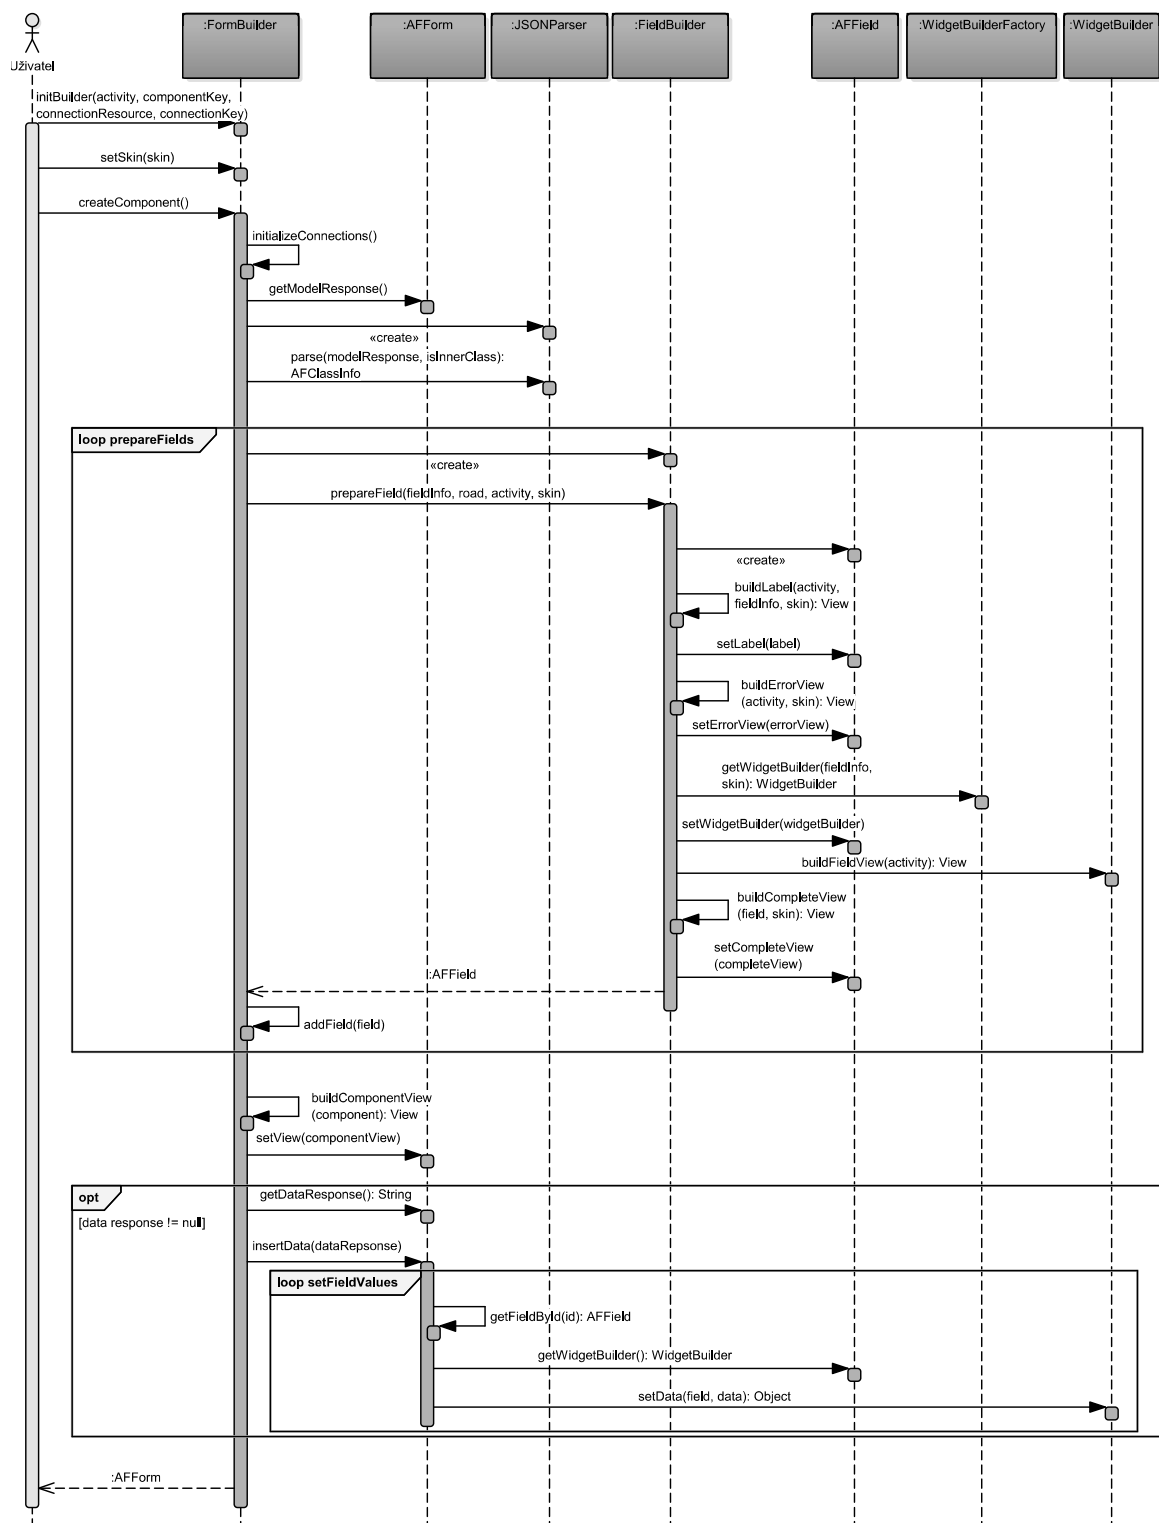 :FormBuilder
:AFForm
:JSONParser
:FieldBuilder
:AFField
:WidgetBuilderFactory
:WidgetBuilder
Uživatel
initBuilder(activity, componentKey,
connectionResource, connectionKey)
setSkin(skin)
createComponent()
initializeConnections()
getModelResponse()
«create»
parse(modelResponse, isInnerClass):
AFClassInfo
loop prepareFields
«create»
prepareField(fieldInfo, road, activity, skin)
«create»
buildLabel(activity,
fieldInfo, skin): View
setLabel(label)
buildErrorView
(activity, skin): View
setErrorView(errorView)
getWidgetBuilder(fieldInfo,
skin): WidgetBuilder
setWidgetBuilder(widgetBuilder)
buildFieldView(activity): View
buildCompleteView
(field, skin): View
setCompleteView
(completeView)
:AFField
addField(field)
buildComponentView
(component): View
setView(componentView)
opt
getDataResponse(): String
[data response != null]
insertData(dataRepsonse)
loop setFieldValues
getFieldById(id): AFField
getWidgetBuilder(): WidgetBuilder
setData(field, data): Object
:AFForm